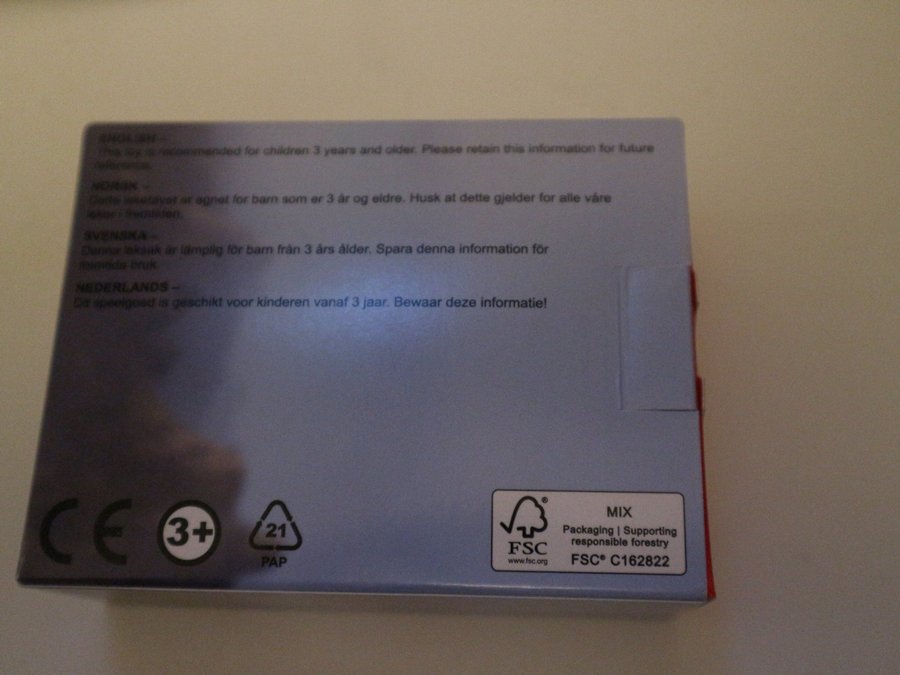 ENGLISH –
This toy is recommended for children 3 years and older. Please retain this information for future
reference.
NORSK –
Dette leketøyet er egnet for barn som er 3 år og eldre. Husk at dette gjelder for alle våre
leker i fremtiden.
SVENSKA –
Denna leksak är lämplig för barn från 3 års ålder. Spara denna information för
framtida bruk.
NEDERLANDS –
Dit speelgoed is geschikt voor kinderen vanaf 3 jaar. Bewaar deze informatie!
CE
3+
21
PAP
FSC®
www.fsc.org
MIX
Packaging | Supporting
responsible forestry
FSC® C162822